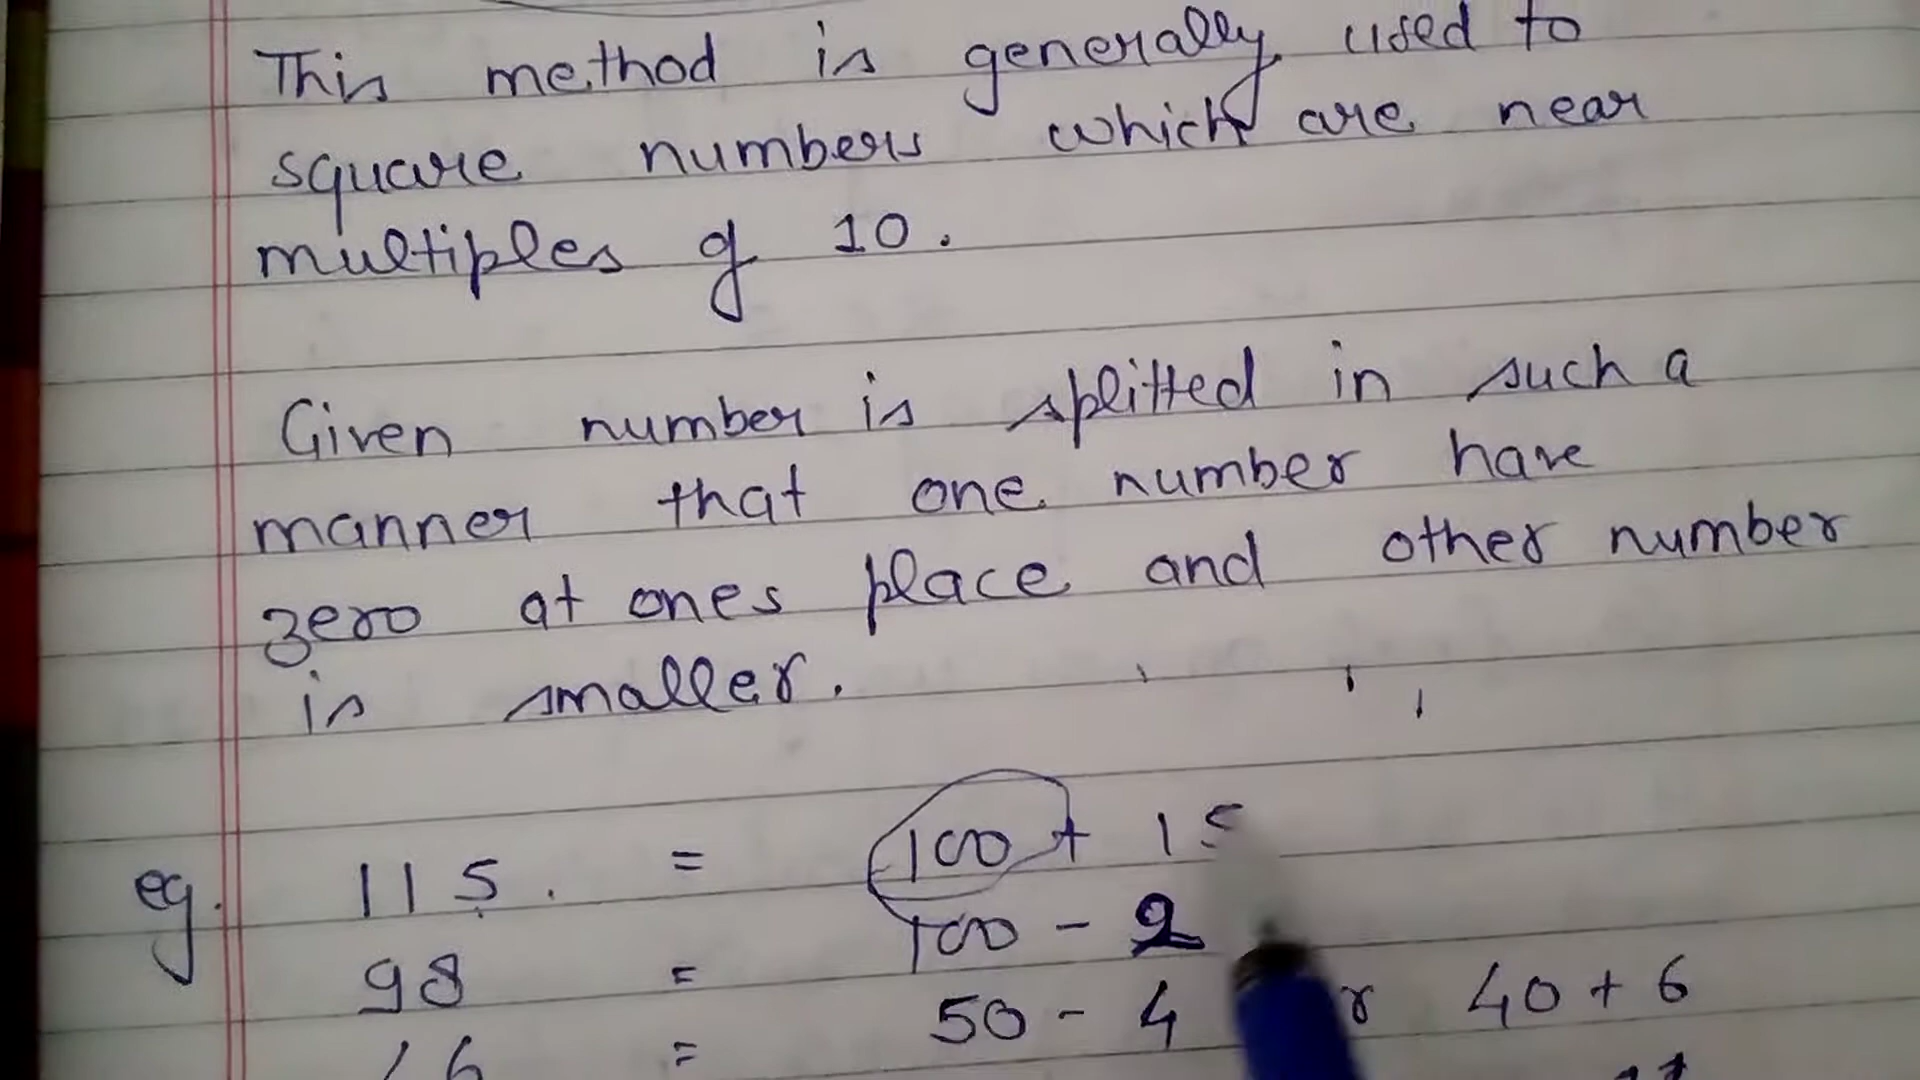 This method is generally used to
square numbers which are near
multiples of 10.
Given number is splitted in such a
manner that one number have
zero at ones place and other number
is smaller.
eg. 115. = 100 + 15
98 = 100 - 2
= 50 - 4 40 + 6